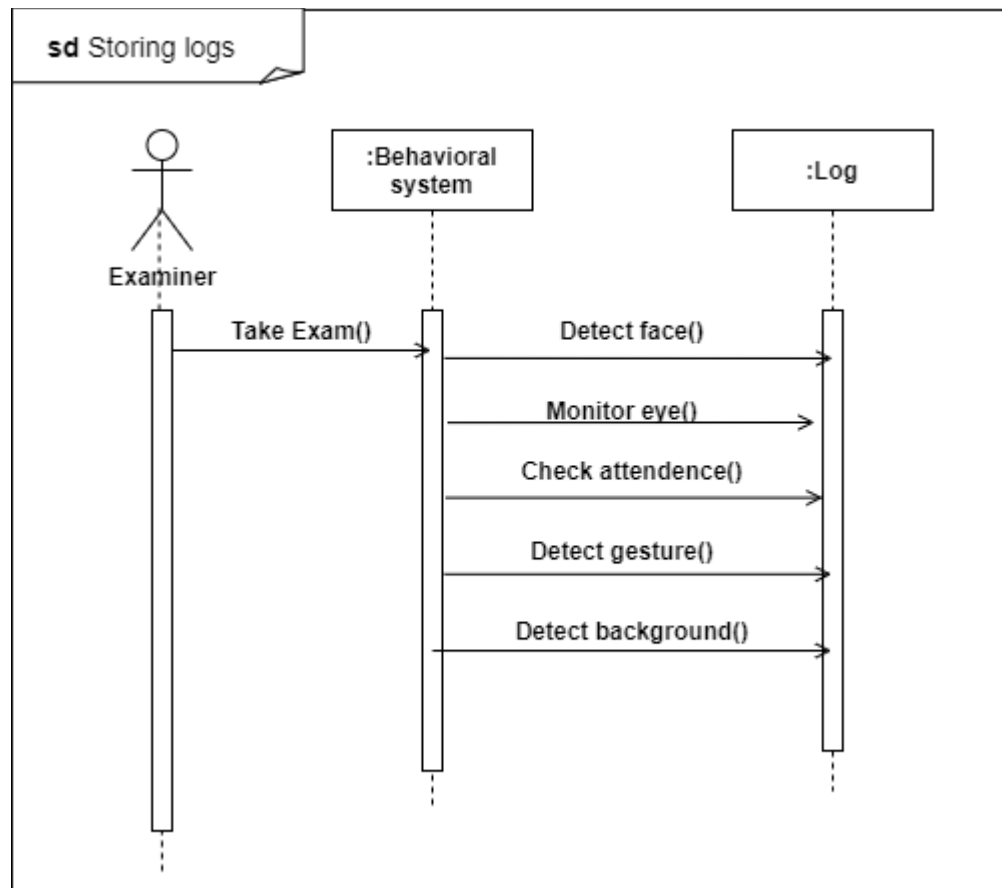 sd Storing logs
:Behavioral
system
:Log
Examiner
Take Exam()
Detect face()
Monitor eye()
Check attendence()
Detect gesture()
Detect background()